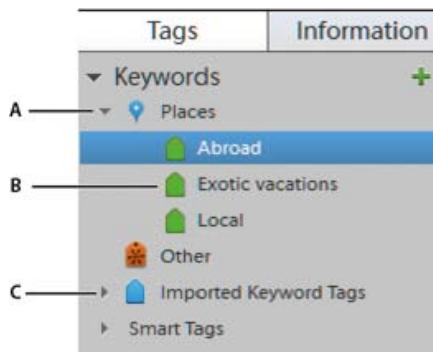 Tags Information
Keywords
A Places
Abroad
B Exotic vacations
Local
Other
C Imported Keyword Tags
Smart Tags